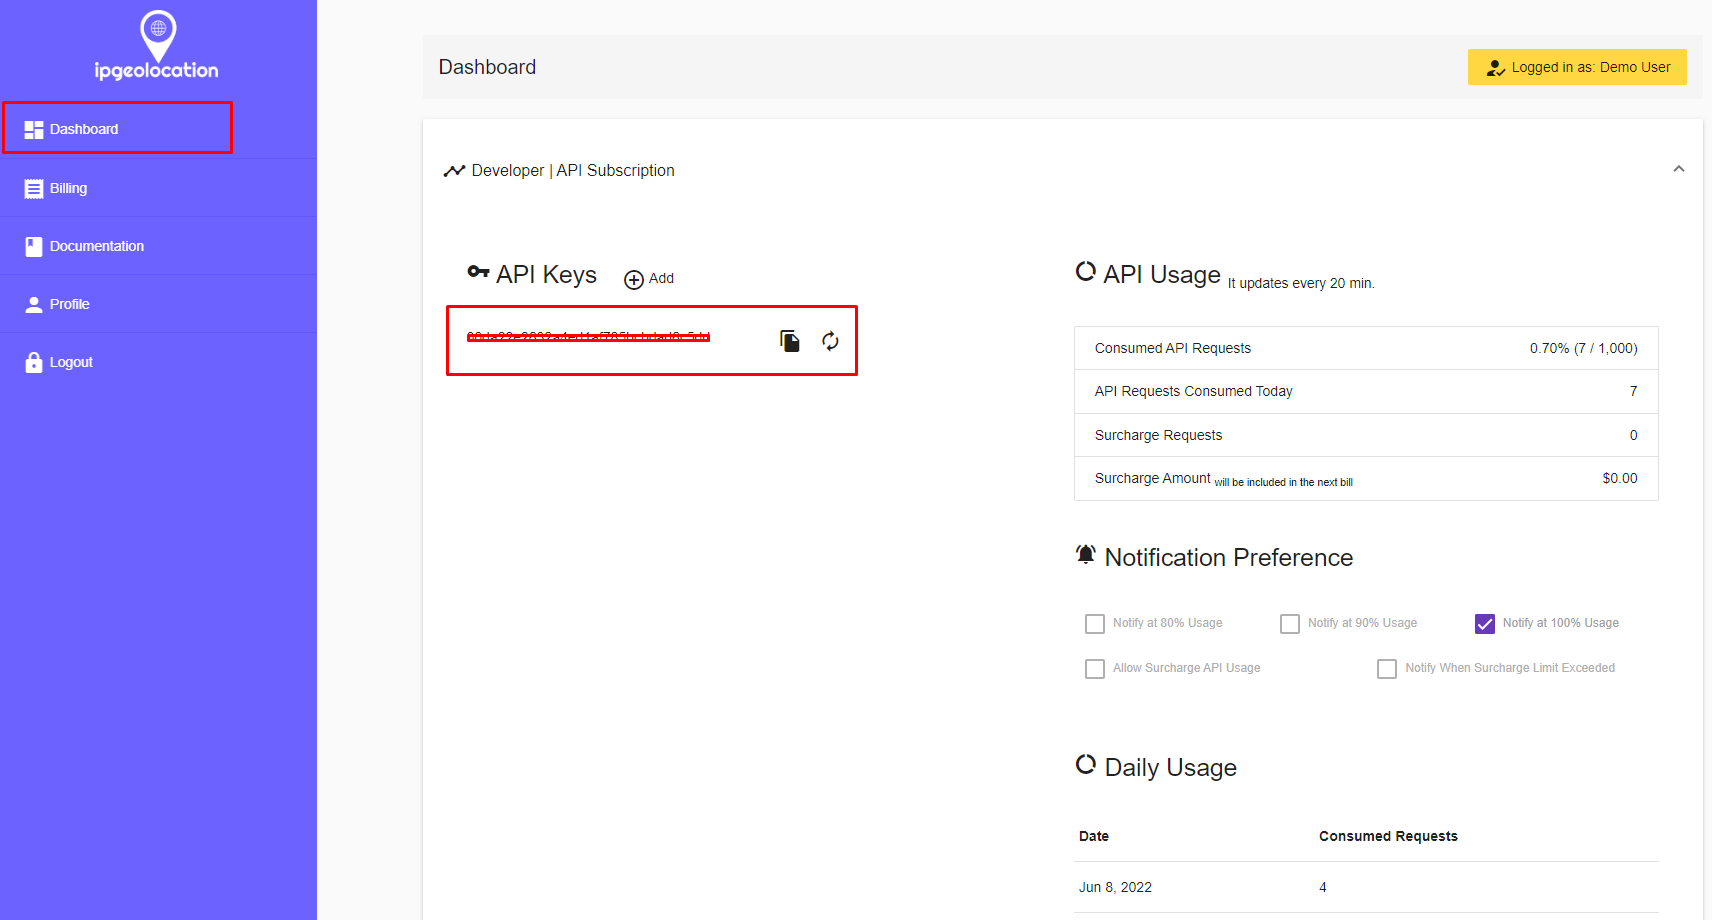 ipgeolocation
Dashboard
Billing
Documentation
Profile
Logout
Dashboard
Logged in as: Demo User
Developer | API Subscription
API Keys
Add
API Usage It updates every 20 min.
Consumed API Requests 0.70% (7 / 1,000)
API Requests Consumed Today 7
Surcharge Requests 0
Surcharge Amount will be included in the next bill $0.00
Notification Preference
Notify at 80% Usage Notify at 90% Usage Notify at 100% Usage
Allow Surcharge API Usage Notify When Surcharge Limit Exceeded
Daily Usage
Date Consumed Requests
Jun 8, 2022 4